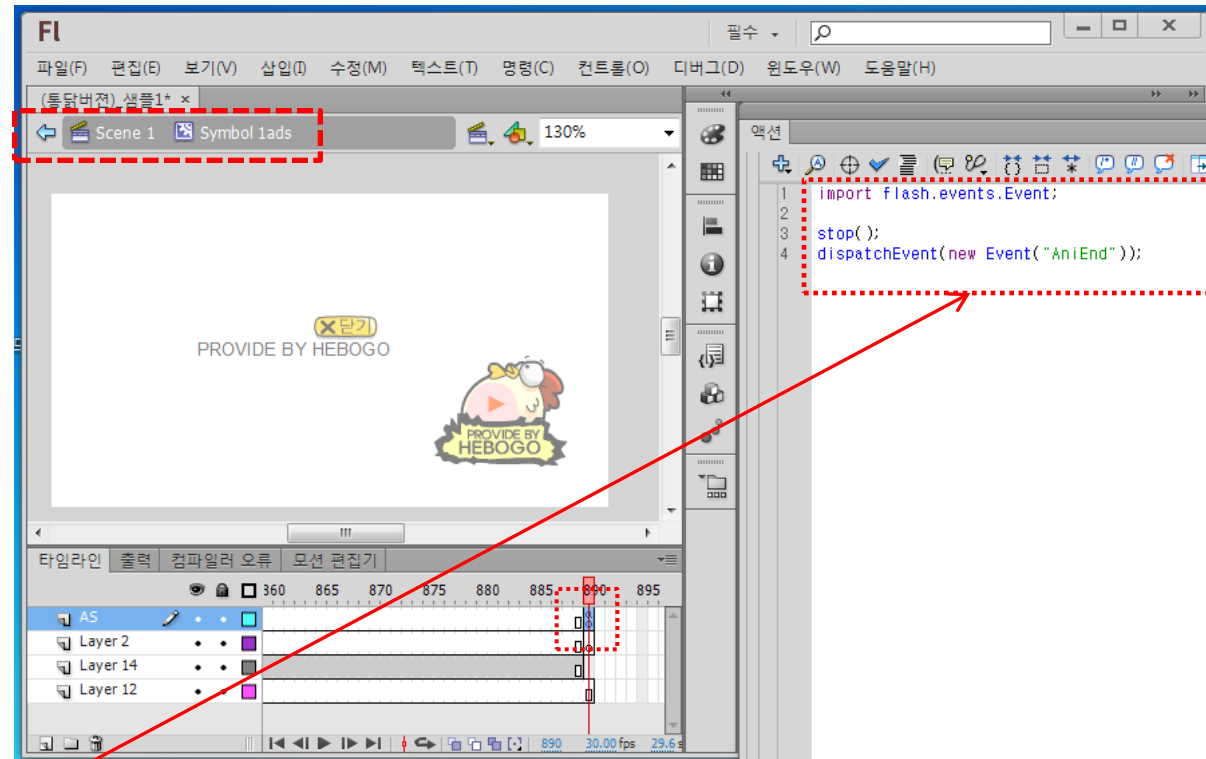 Fl 필수
파일(F) 편집(E) 보기(V) 삽입(I) 수정(M) 텍스트(T) 명령(C) 컨트롤(O) 디버그(D) 윈도우(W) 도움말(H)
(통닭버젼)_샘플1* ×
Scene 1 Symbol 1ads 130%
액션
1 import flash.events.Event;
2
3 stop();
4 dispatchEvent(new Event("AniEnd"));
닫기
PROVIDE BY HEBOGO
PROVIDE BY
HEBOGO
타임라인 출력 컴파일러 오류 모션 편집기
860 865 870 875 880 885 890 895
AS
Layer 2
Layer 14
Layer 12
890 30.00 fps 29.6 s